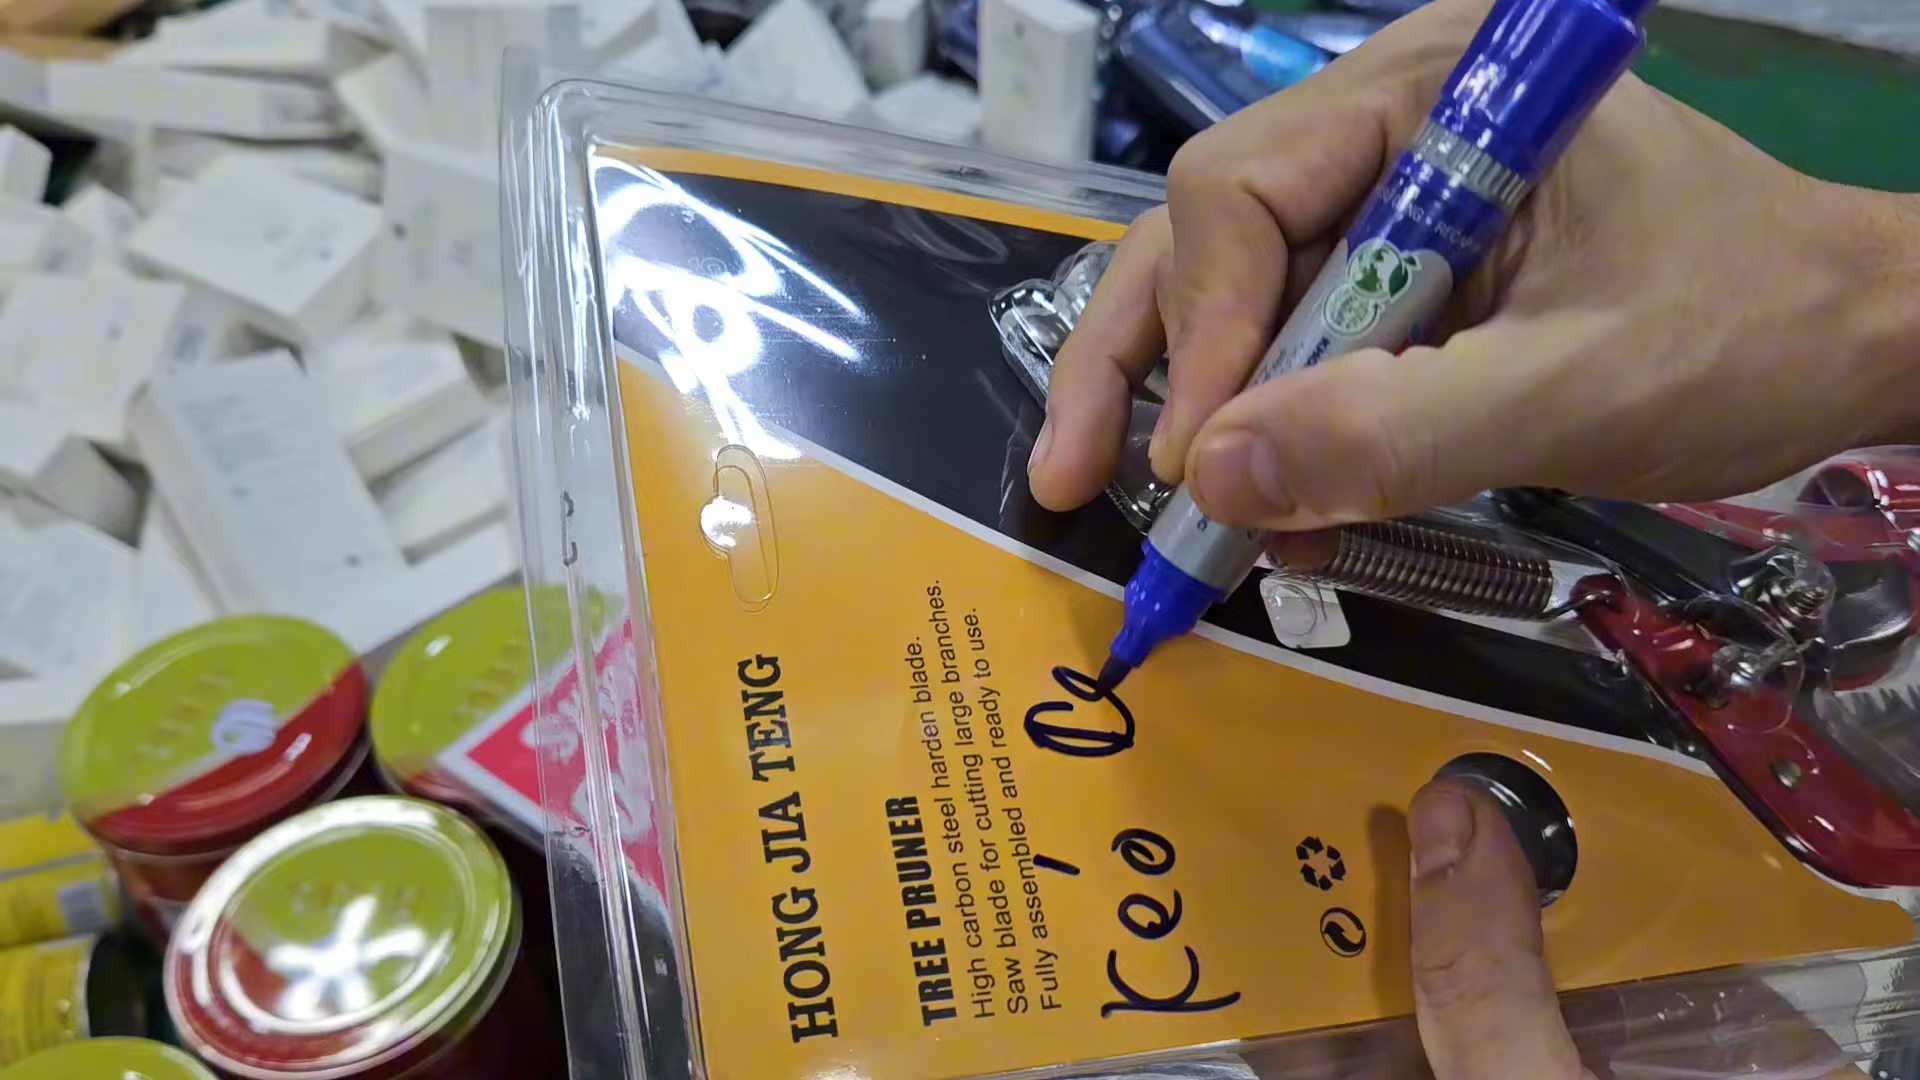 HONG JIA TENG
TREE PRUNER
High carbon steel harden blade.
Saw blade for cutting large branches.
Fully assembled and ready to use.
Kéo C